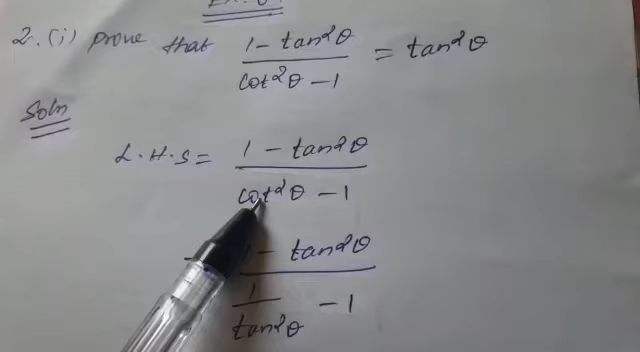 2. (i) prove that (1 - tan²θ)/(cot²θ - 1) = tan²θ
Soln
L.H.S = (1 - tan²θ)/(cot²θ - 1)
- tan²θ
1/tan²θ - 1